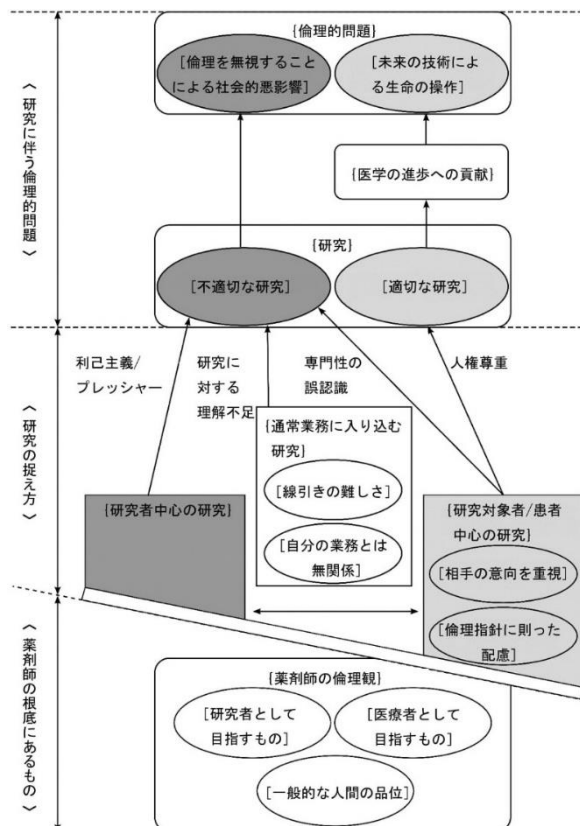 {倫理的問題}
[倫理を無視すること
による社会的悪影響]
[未来の技術によ
る生命の操作]
{医学の進歩への貢献}
{研究}
[不適切な研究]
[適切な研究]
〈研究に伴う倫理的問題〉
利己主義/
プレッシャー
研究に
対する
理解不足
専門性の
誤認識
人権尊重
{通常業務に入り込む
研究}
[線引きの難しさ]
[自分の業務とは
無関係]
{研究者中心の研究}
{研究対象者/患者
中心の研究}
[相手の意向を重視]
[倫理指針に則った
配慮]
〈研究の捉え方〉
{薬剤師の倫理観}
[研究者として
目指すもの]
[医療者として
目指すもの]
[一般的な人間の品位]
〈薬剤師の根底にあるもの〉